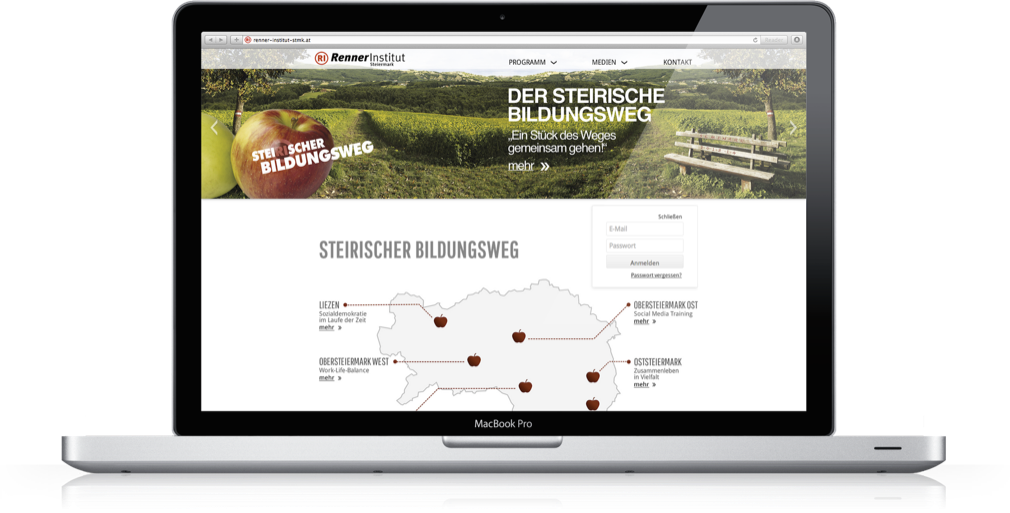 renner-institut-stmk.at
RI RennerInstitut
Steiermark
PROGRAMM
MEDIEN
KONTAKT
STEIRISCHER
BILDUNGSWEG
DER STEIRISCHE
BILDUNGSWEG
„Ein Stück des Weges
gemeinsam gehen!“
mehr »
Schließen
E-Mail
Passwort
Anmelden
Passwort vergessen?
STEIRISCHER BILDUNGSWEG
LIEZEN
Sozialdemokratie
im Laufe der Zeit
mehr »
OBERSTEIERMARK OST
Social Media Training
mehr »
OBERSTEIERMARK WEST
Work-Life-Balance
mehr »
OSTSTEIERMARK
Zusammenleben
in Vielfalt
mehr »
MacBook Pro